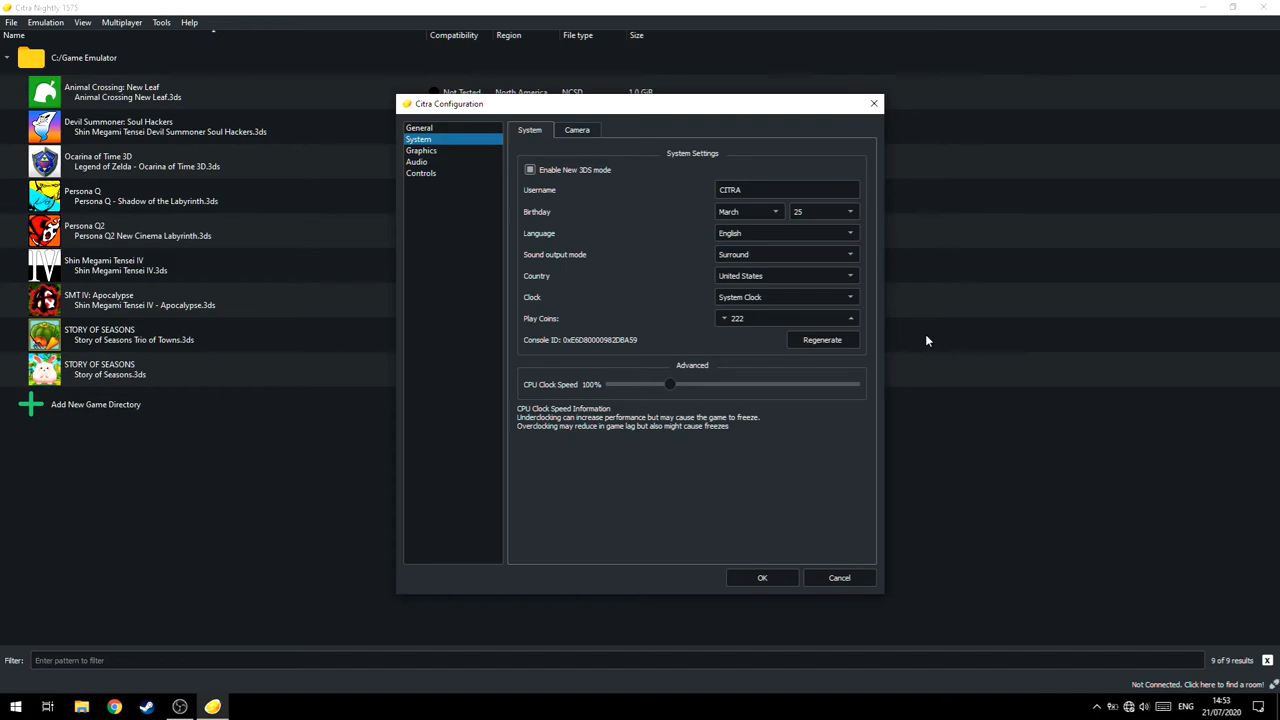 Citra Nightly 1575
File Emulation View Multiplayer Tools Help
Name Compatibility Region File type Size
C:/Game Emulator
Animal Crossing: New Leaf
Animal Crossing New Leaf.3ds
Not Tested North America NCSD 1.0 GiB
Devil Summoner: Soul Hackers
Shin Megami Tensei Devil Summoner Soul Hackers.3ds
Ocarina of Time 3D
Legend of Zelda - Ocarina of Time 3D.3ds
Persona Q
Persona Q - Shadow of the Labyrinth.3ds
Persona Q2
Persona Q2 New Cinema Labyrinth.3ds
Shin Megami Tensei IV
Shin Megami Tensei IV.3ds
SMT IV: Apocalypse
Shin Megami Tensei IV - Apocalypse.3ds
STORY OF SEASONS
Story of Seasons Trio of Towns.3ds
STORY OF SEASONS
Story of Seasons.3ds
Add New Game Directory
Citra Configuration
General
System
Graphics
Audio
Controls
System Camera
System Settings
Enable New 3DS mode
Username CITRA
Birthday March 25
Language English
Sound output mode Surround
Country United States
Clock System Clock
Play Coins: 222
Console ID: 0xE6D80000982DBA59 Regenerate
Advanced
CPU Clock Speed 100%
CPU Clock Speed Information
Underclocking can increase performance but may cause the game to freeze.
Overclocking may reduce in game lag but also might cause freezes
OK Cancel
Filter: Enter pattern to filter 9 of 9 results X
Not Connected. Click here to find a room!
ENG
14:53
21/07/2020